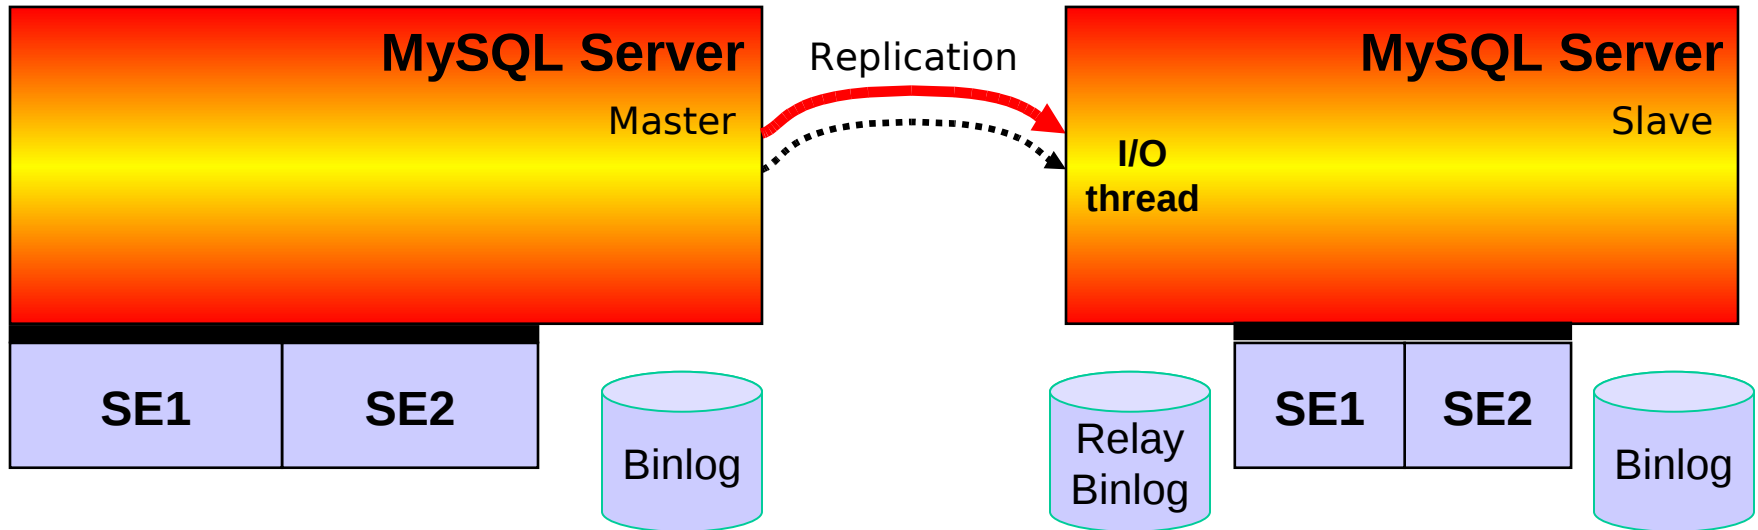 MySQL Server
Master
Replication
MySQL Server
Slave
I/O
thread
SE1
SE2
Binlog
Relay
Binlog
SE1
SE2
Binlog